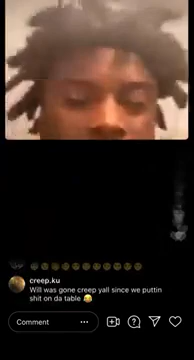 creep.ku
Will was gone creep yall since we puttin
shit on da table 😂
Comment